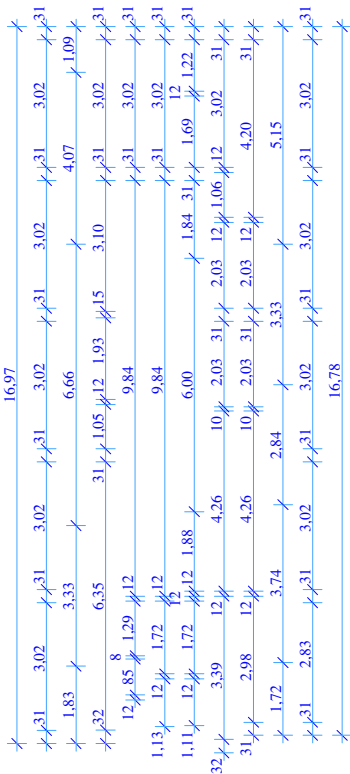 16,97
,31 3,02 ,31 3,02 ,31 3,02 ,31 3,02 ,31 3,02 ,31
1,83 3,33 6,66 4,07 1,09
,32 6,35 ,31 1,05 ,12 1,93 ,15 3,10 ,31 3,02 ,31
,12 ,85 ,8 1,29 ,12 9,84 ,31 3,02 ,31
1,13 ,12 1,72 ,12 9,84 ,31 3,02 ,31
1,11 ,12 1,72 ,12 ,12 1,88 6,00 1,84 ,31 1,69 ,12 1,22 ,31
,32 3,39 ,12 4,26 ,10 2,03 ,31 2,03 ,12 1,06 ,12 3,02 ,31
,31 2,98 ,12 4,26 ,10 2,03 ,31 2,03 ,12 4,20 ,31
1,72 3,74 2,84 3,33 5,15
,31 2,83 ,31 3,02 ,31 3,02 ,31 3,02 ,31 3,02 ,31
16,78